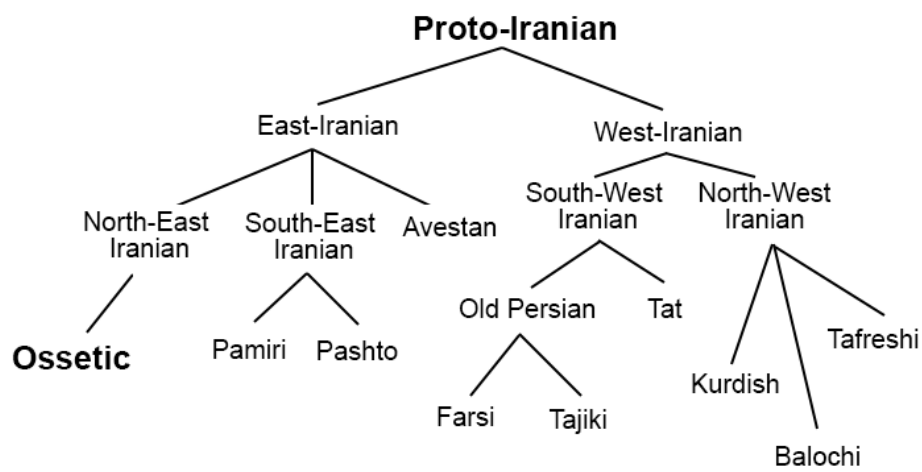 Proto-Iranian
East-Iranian
West-Iranian
North-East
Iranian
South-East
Iranian
Avestan
South-West
Iranian
North-West
Iranian
Ossetic
Pamiri
Pashto
Old Persian
Tat
Farsi
Tajiki
Kurdish
Balochi
Tafreshi